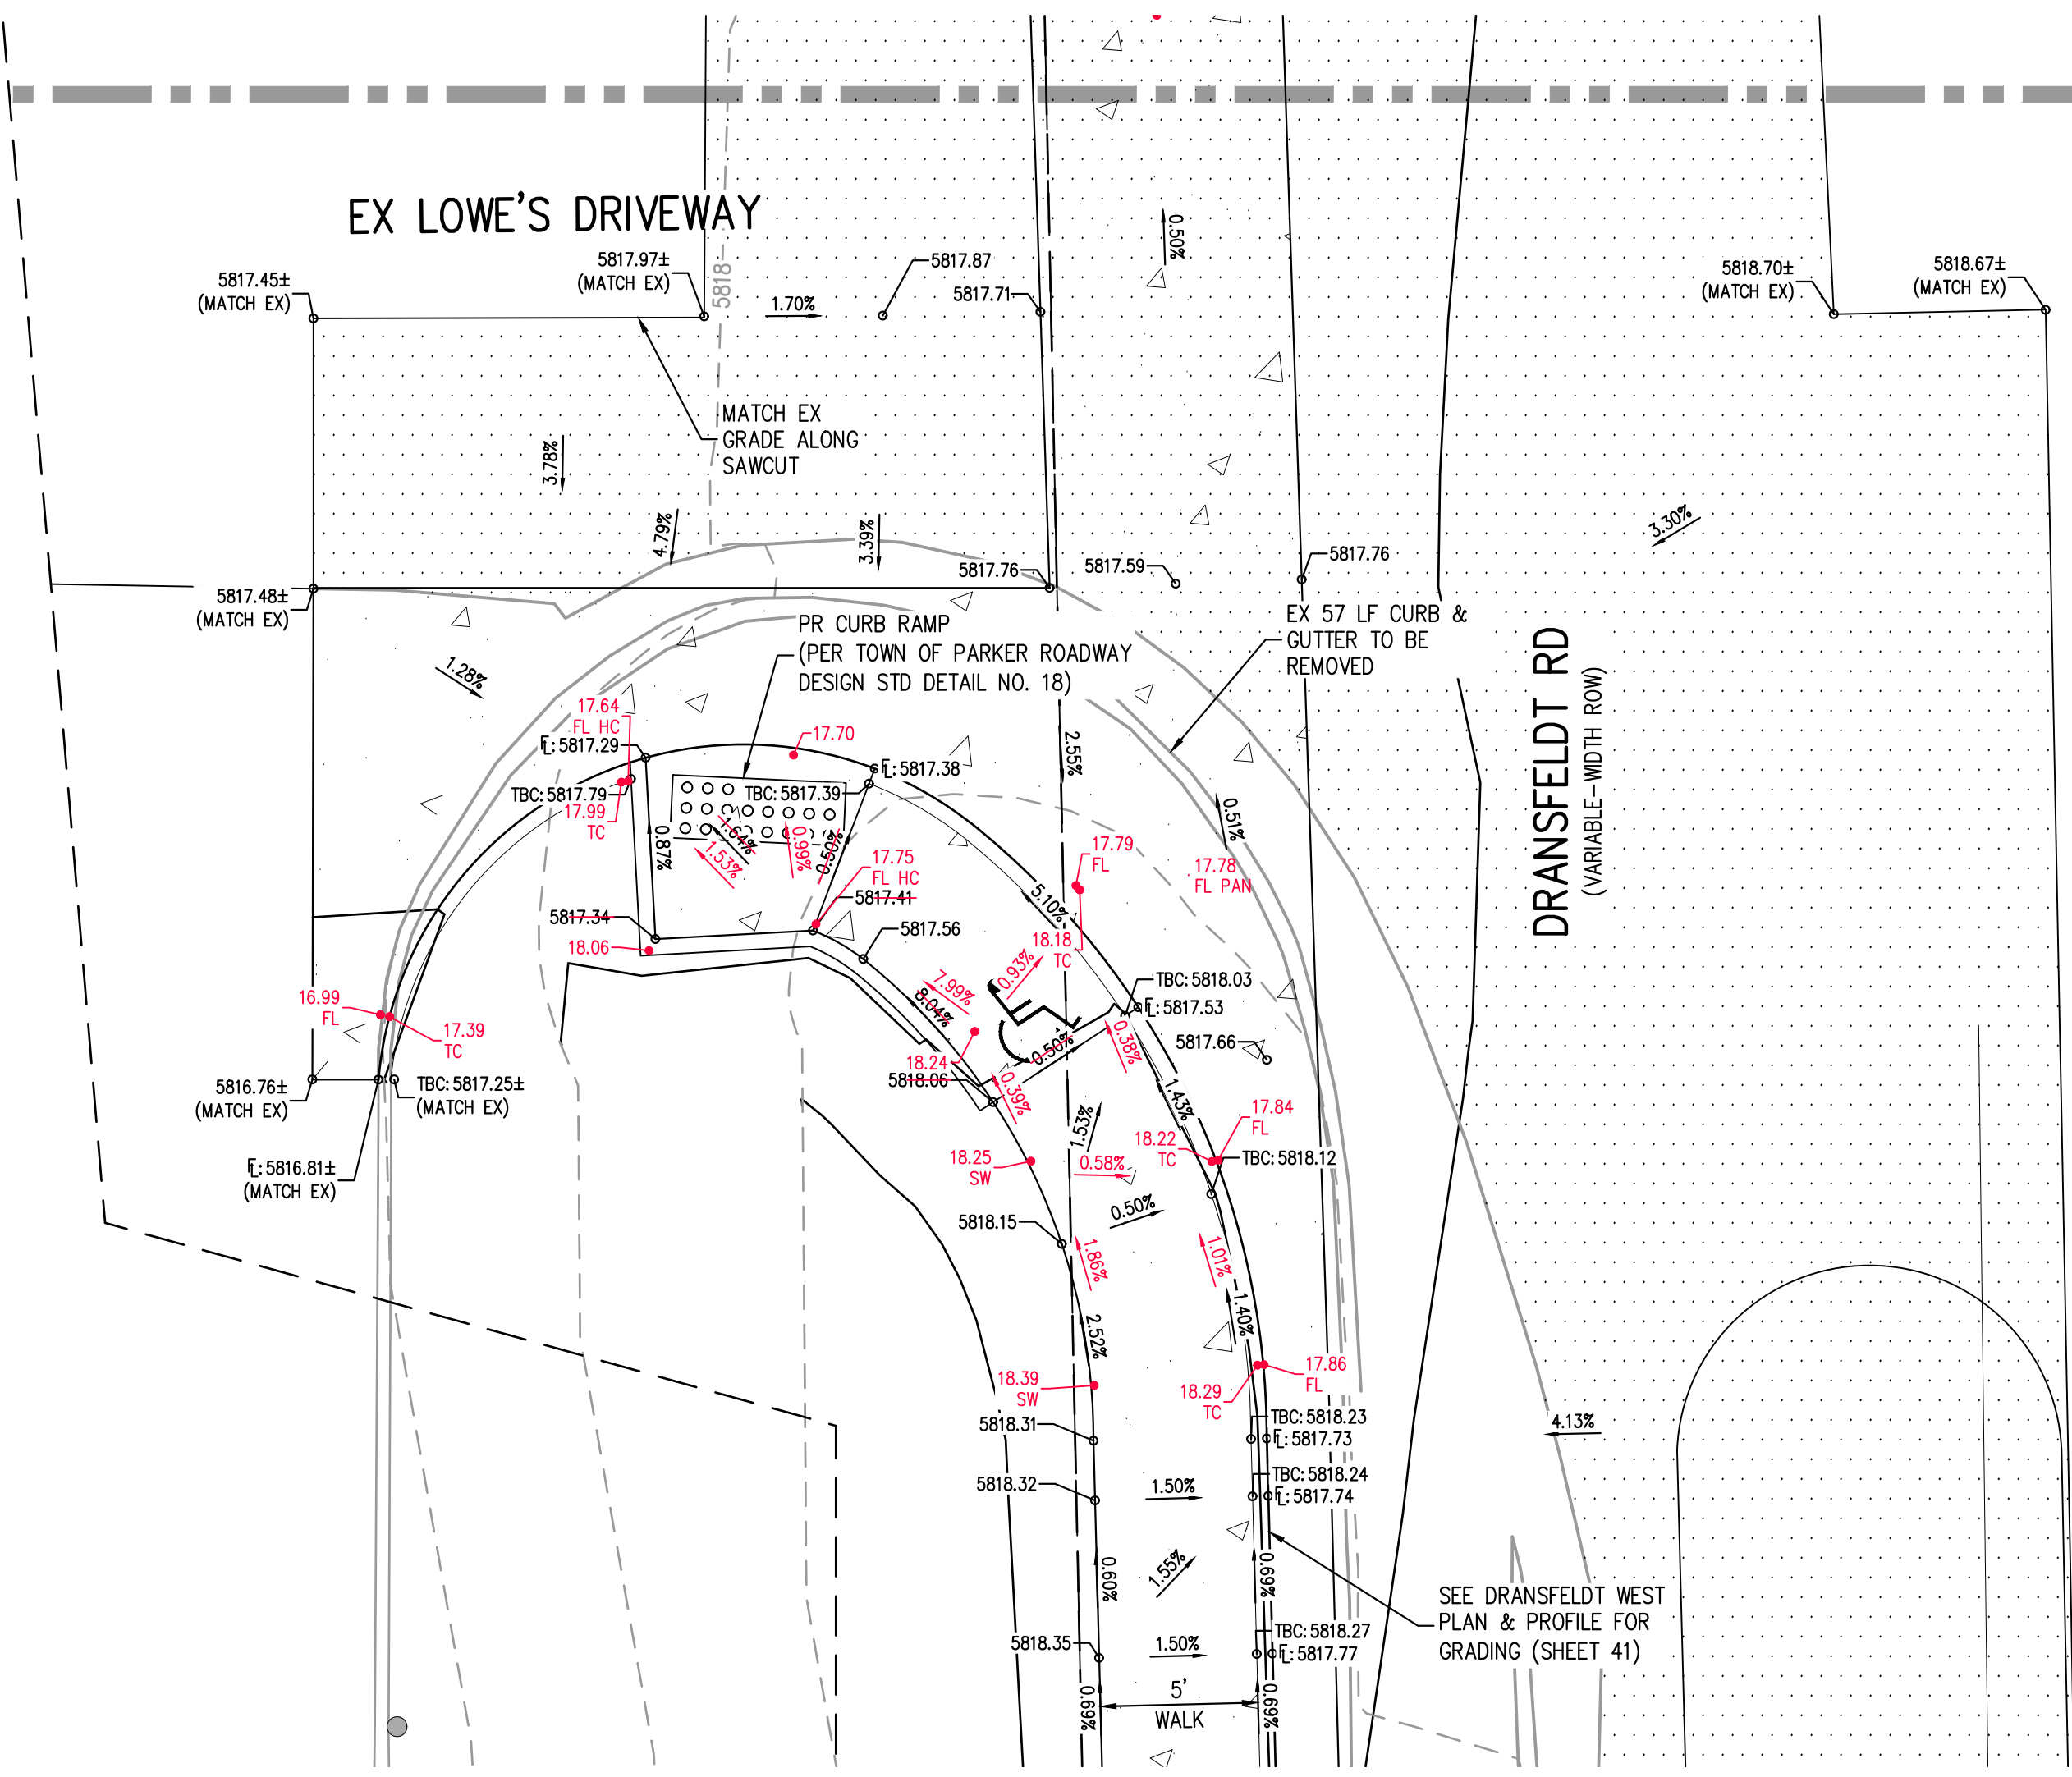 0.50%
EX LOWE'S DRIVEWAY
5817.45±
(MATCH EX)
5817.97±
(MATCH EX)
5818
5817.87
5817.71
1.70%
5818.70±
(MATCH EX)
5818.67±
(MATCH EX)
MATCH EX
GRADE ALONG
SAWCUT
3.78%
4.79%
3.39%
3.30%
5817.48±
(MATCH EX)
5817.76
5817.59
5817.76
EX 57 LF CURB &
GUTTER TO BE
REMOVED
PR CURB RAMP
(PER TOWN OF PARKER ROADWAY
DESIGN STD DETAIL NO. 18)
DRANSFELDT RD
(VARIABLE-WIDTH ROW)
1.28%
17.64
FL HC
FL: 5817.29
17.70
FL: 5817.38
2.55%
TBC: 5817.79
TBC: 5817.39
17.99
TC
0.87%
1.64%
1.53%
0.99%
0.50%
0.51%
17.75
FL HC
5817.41
17.79
FL
17.78
FL PAN
5.10%
5817.34
18.06
5817.56
18.18
TC
0.93%
7.99%
8.04%
TBC: 5818.03
FL: 5817.53
16.99
FL
17.39
TC
0.50%
0.38%
5817.66
18.24
5818.06
0.39%
5816.76±
(MATCH EX)
TBC: 5817.25±
(MATCH EX)
1.43%
1.53%
17.84
FL
18.22
TC
TBC: 5818.12
FL: 5816.81±
(MATCH EX)
18.25
SW
0.58%
0.50%
5818.15
1.86%
1.01%
2.52%
1.40%
17.86
FL
18.39
SW
18.29
TC
5818.31
TBC: 5818.23
FL: 5817.73
4.13%
5818.32
1.50%
TBC: 5818.24
FL: 5817.74
0.60%
1.55%
0.69%
SEE DRANSFELDT WEST
PLAN & PROFILE FOR
GRADING (SHEET 41)
5818.35
1.50%
TBC: 5818.27
FL: 5817.77
0.69%
5'
WALK
0.69%